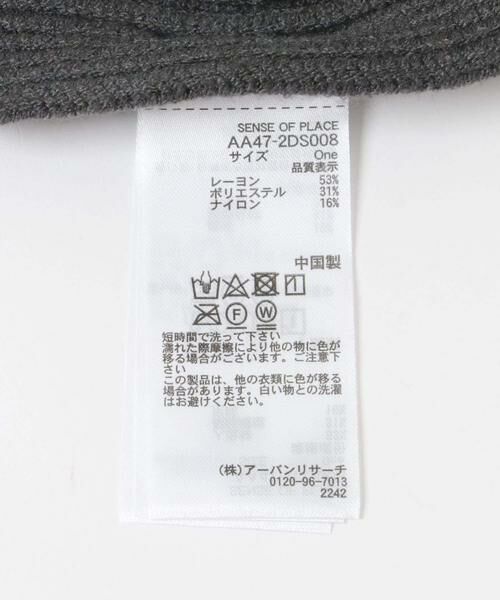 SENSE OF PLACE
AA47-2DS008
サイズ One
品質表示
レーヨン 53%
ポリエステル 31%
ナイロン 16%
中国製
F W
短時間で洗って下さい
濡れた際摩擦により他の物に色が
移る場合がございます。ご注意下
さい
この製品は、他の衣類に色が移る
場合があります。白い物との洗濯
はお避けください。
(株)アーバンリサーチ
0120-96-7013
2242